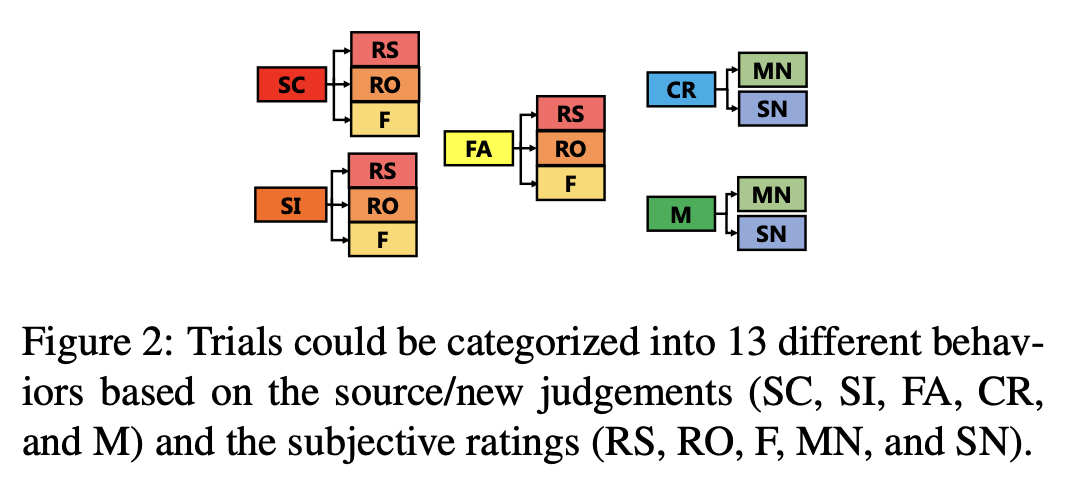 SC
RS
RO
F
SI
RS
RO
F
FA
RS
RO
F
CR
MN
SN
M
MN
SN
Figure 2: Trials could be categorized into 13 different behav-
iors based on the source/new judgements (SC, SI, FA, CR,
and M) and the subjective ratings (RS, RO, F, MN, and SN).